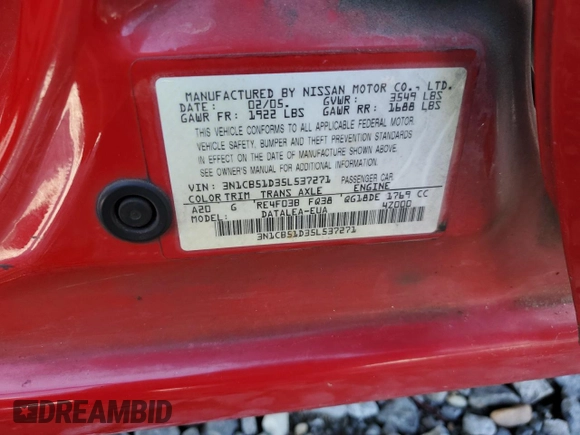 MANUFACTURED BY NISSAN MOTOR CO., LTD.
DATE: 02/05. GVWR: 3549 LBS
GAWR FR: 1922 LBS GAWR RR: 1688 LBS
THIS VEHICLE CONFORMS TO ALL APPLICABLE FEDERAL MOTOR
VEHICLE SAFETY, BUMPER, AND THEFT PREVENTION STANDARDS
IN EFFECT ON THE DATE OF MANUFACTURE SHOWN ABOVE.
SEE OWNER'S MANUAL FOR ADDITIONAL INFORMATION.
VIN: 3N1CB51D35L537271 PASSENGER CAR
COLOR TRIM TRANS AXLE ENGINE
A20 G RE4F03B FQ38 QG18DE 1769 CC
DATALEA-EUA 47000
3N1CB51D35L537271
DREAMBID